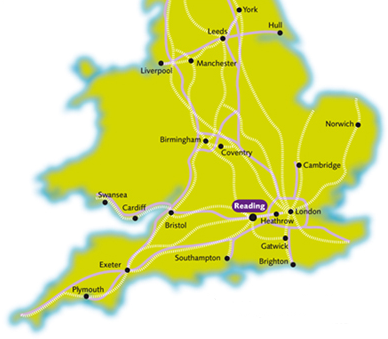 York
Hull
Leeds
Liverpool
Manchester
Norwich
Birmingham
Coventry
Cambridge
Swansea
Cardiff
Reading
London
Bristol
Heathrow
Gatwick
Exeter
Southampton
Brighton
Plymouth